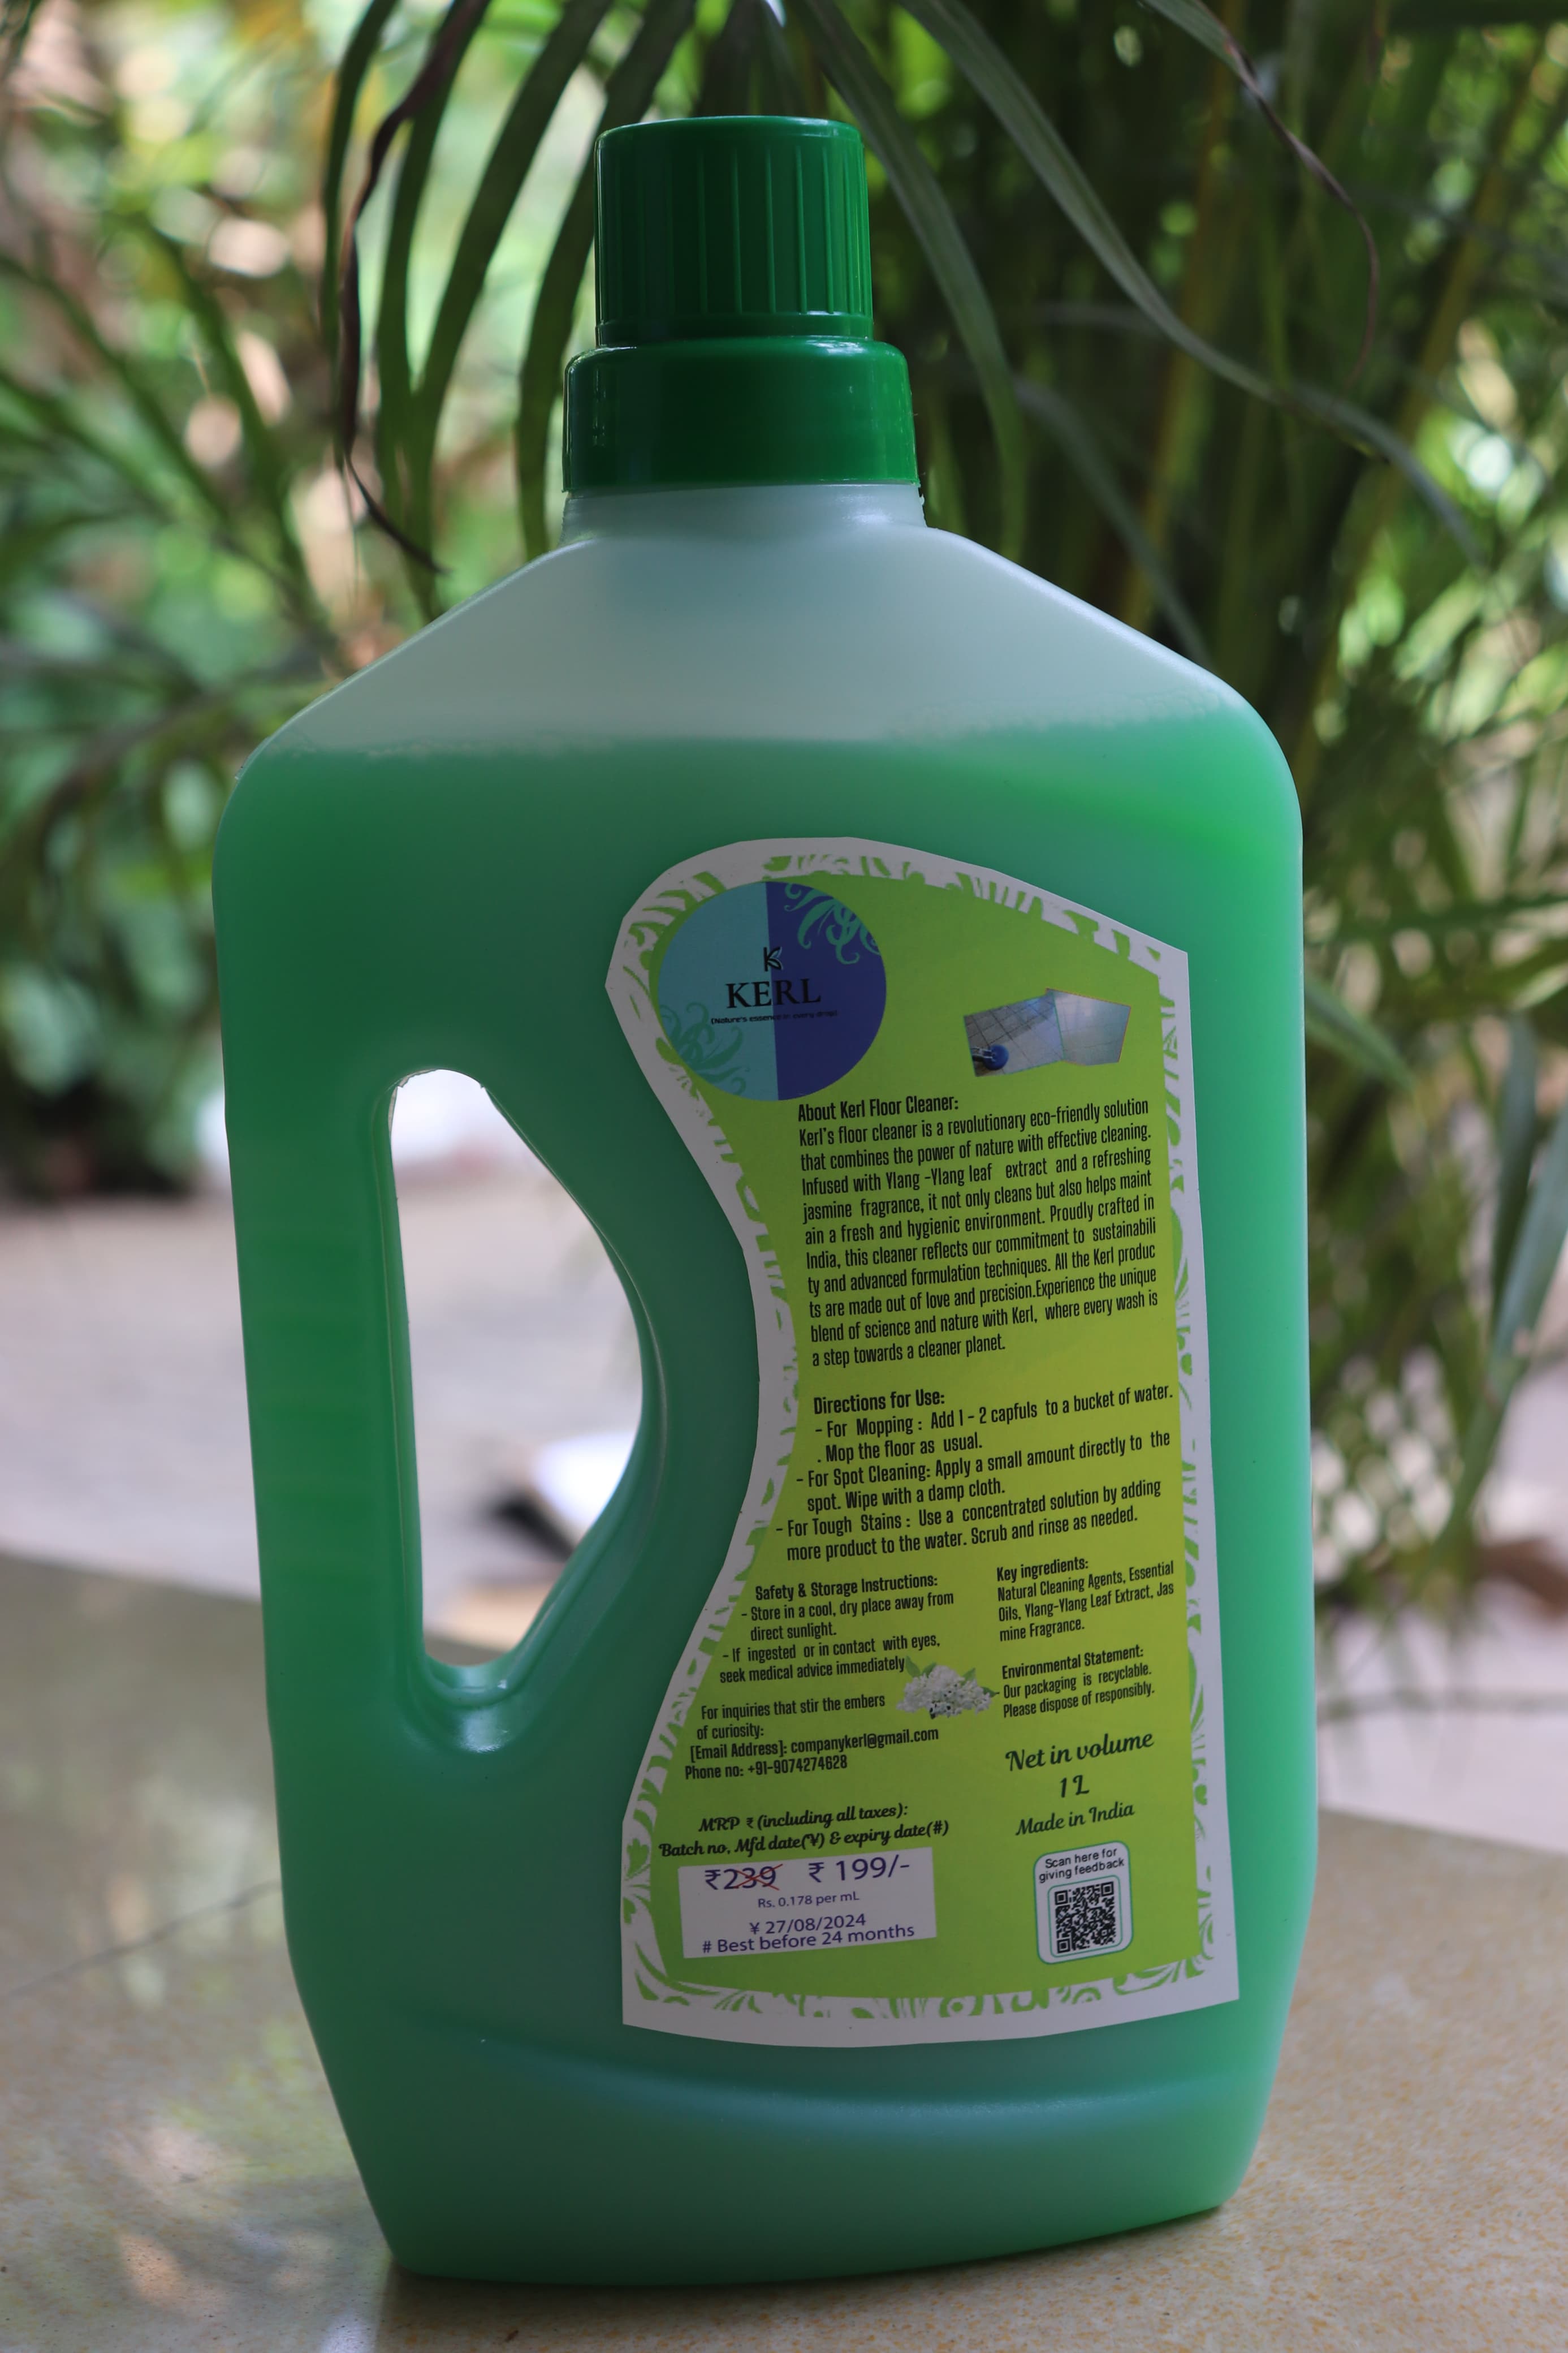 KERL
(Nature's essence in every drop)
About Kerl Floor Cleaner:
Kerl's floor cleaner is a revolutionary eco-friendly solution
that combines the power of nature with effective cleaning.
Infused with Ylang -Ylang leaf extract and a refreshing
jasmine fragrance, it not only cleans but also helps maint
ain a fresh and hygienic environment. Proudly crafted in
India, this cleaner reflects our commitment to sustainabili
ty and advanced formulation techniques. All the Kerl produc
ts are made out of love and precision.Experience the unique
blend of science and nature with Kerl, where every wash is
a step towards a cleaner planet.
Directions for Use:
- For Mopping : Add 1 - 2 capfuls to a bucket of water.
. Mop the floor as usual.
- For Spot Cleaning: Apply a small amount directly to the
spot. Wipe with a damp cloth.
- For Tough Stains : Use a concentrated solution by adding
more product to the water. Scrub and rinse as needed.
Safety & Storage Instructions:
- Store in a cool, dry place away from
direct sunlight.
- If ingested or in contact with eyes,
seek medical advice immediately
For inquiries that stir the embers
of curiosity:
[Email Address]: companykerl@gmail.com
Phone no: +91-9074274628
Key ingredients:
Natural Cleaning Agents, Essential
Oils, Ylang-Ylang Leaf Extract, Jas
mine Fragrance.
Environmental Statement:
- Our packaging is recyclable.
Please dispose of responsibly.
Net in volume
1 L
Made in India
MRP ₹ (including all taxes):
Batch no, Mfd date(¥) & expiry date(#)
₹239 ₹ 199/-
Rs. 0.178 per mL
¥ 27/08/2024
# Best before 24 months
Scan here for
giving feedback